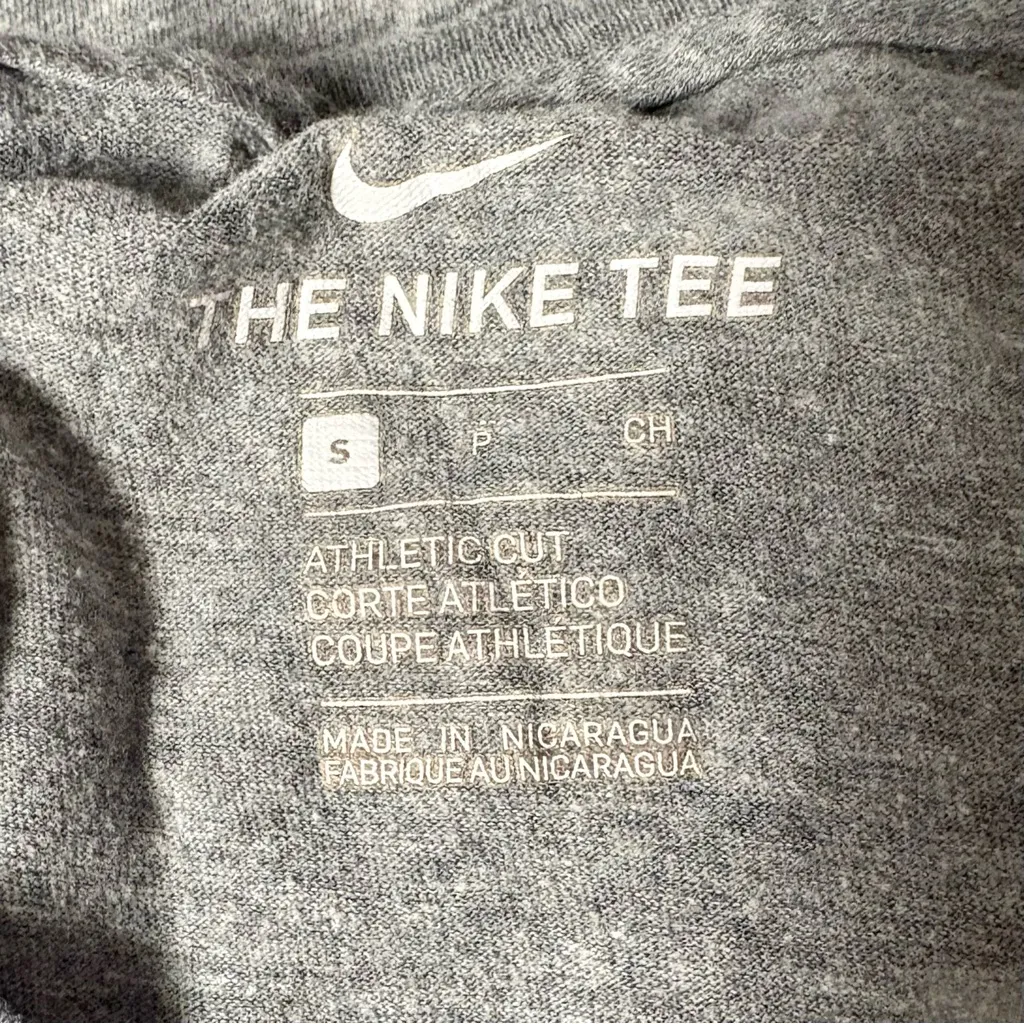 THE NIKE TEE
S P CH
ATHLETIC CUT
CORTE ATLÉTICO
COUPE ATHLÉTIQUE
MADE IN NICARAGUA
FABRIQUE AU NICARAGUA